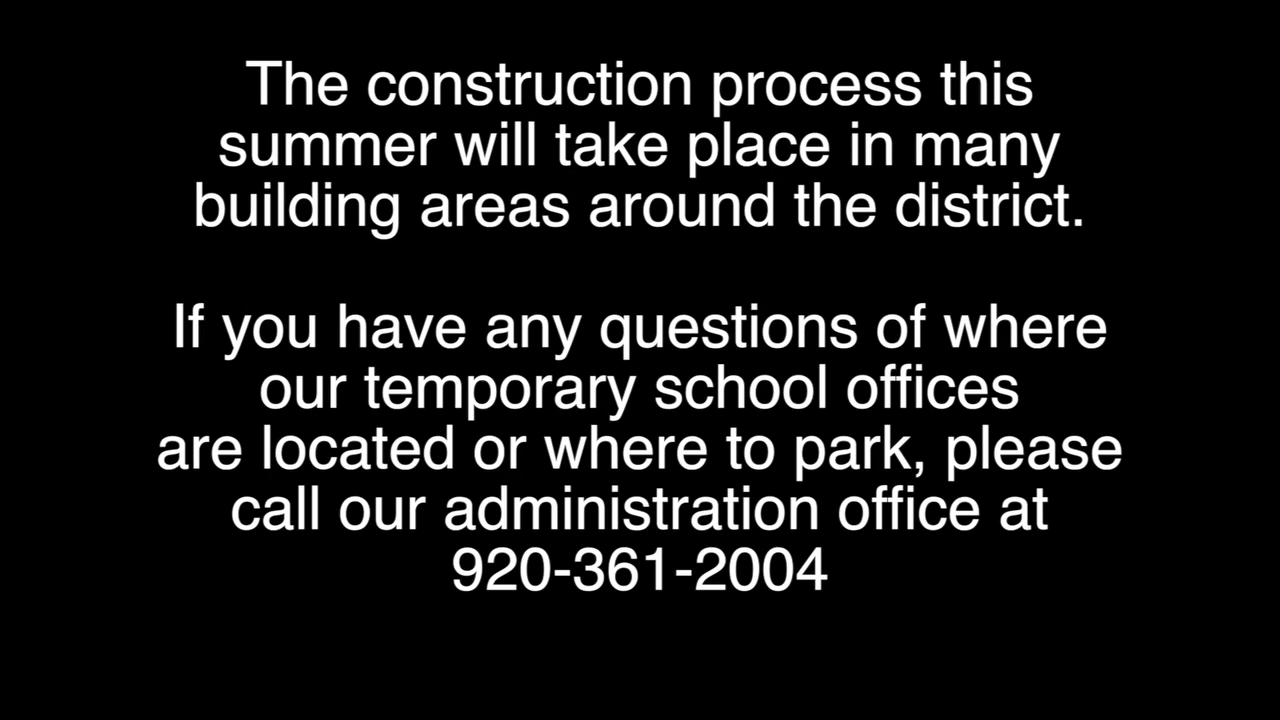 The construction process this
summer will take place in many
building areas around the district.
If you have any questions of where
our temporary school offices
are located or where to park, please
call our administration office at
920-361-2004